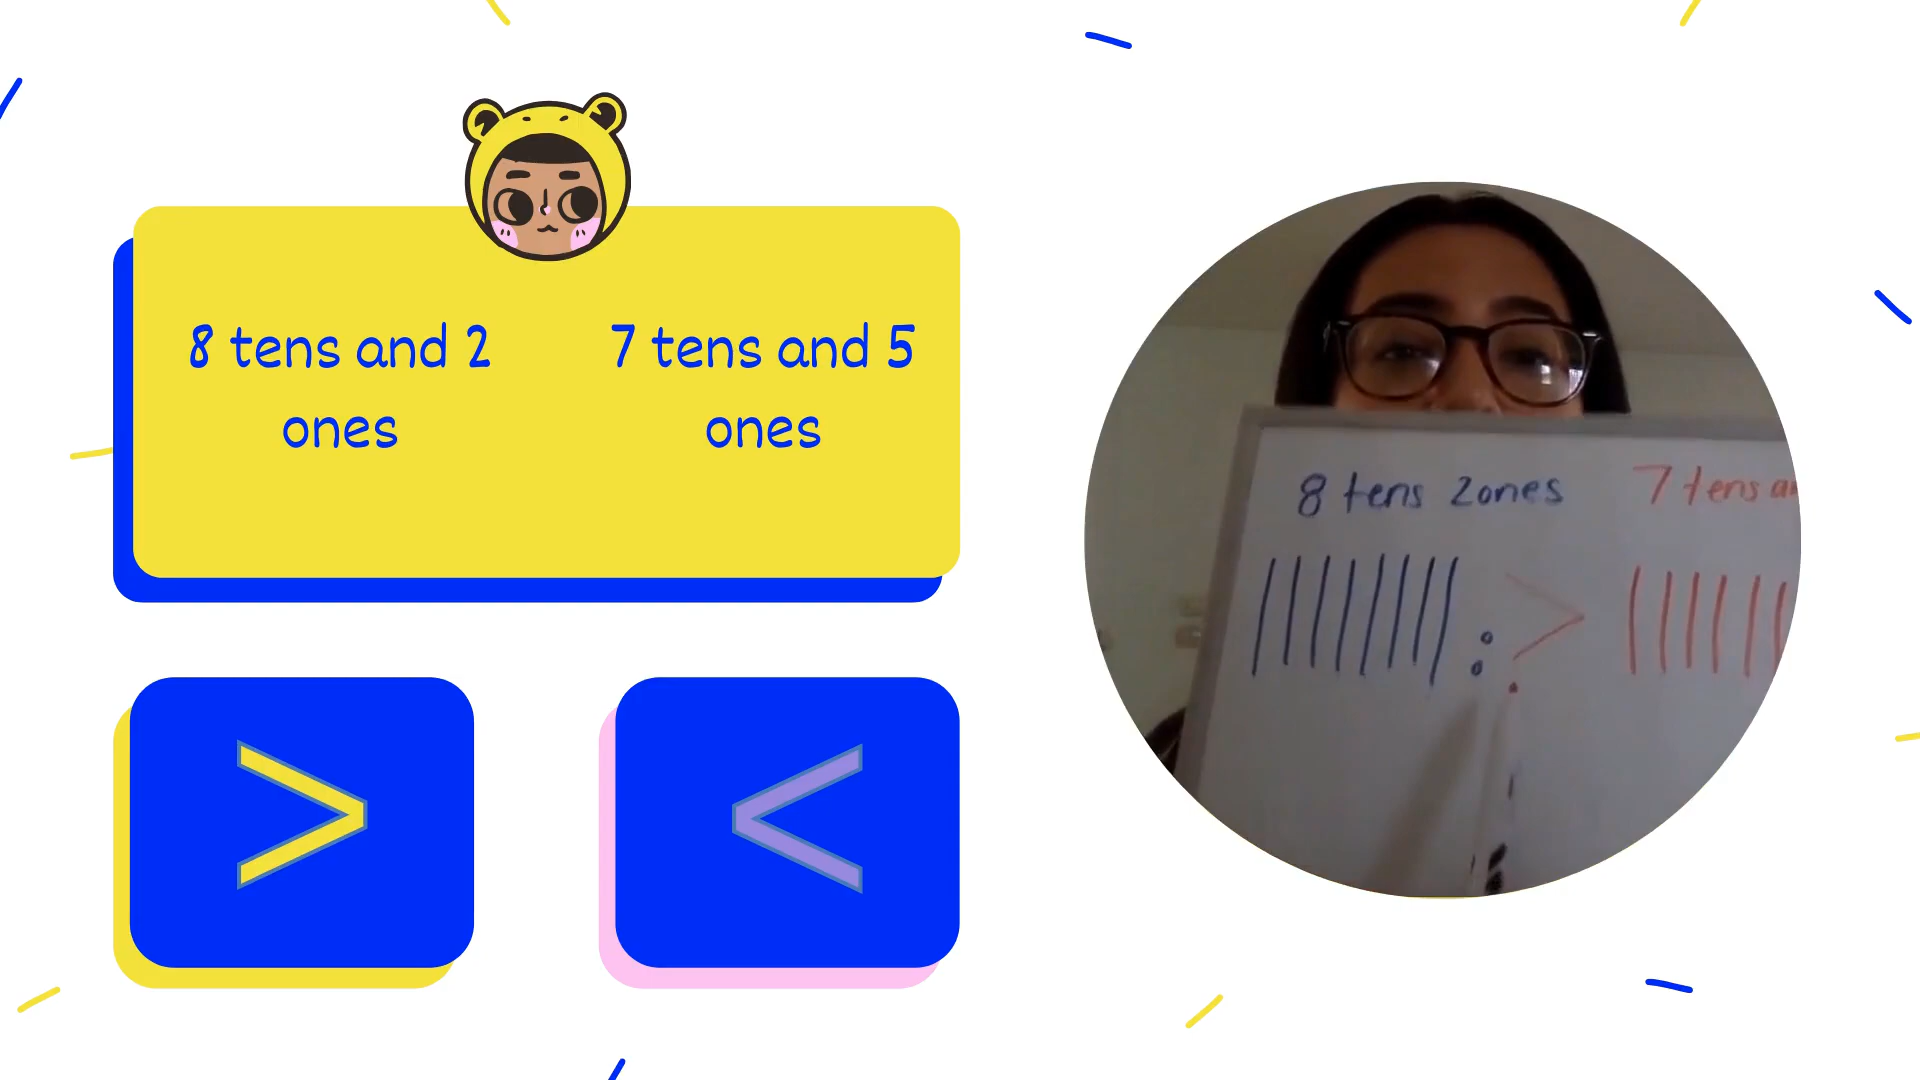 8 tens and 2
ones
7 tens and 5
ones
>
<
8 tens 2ones
7 tens
>